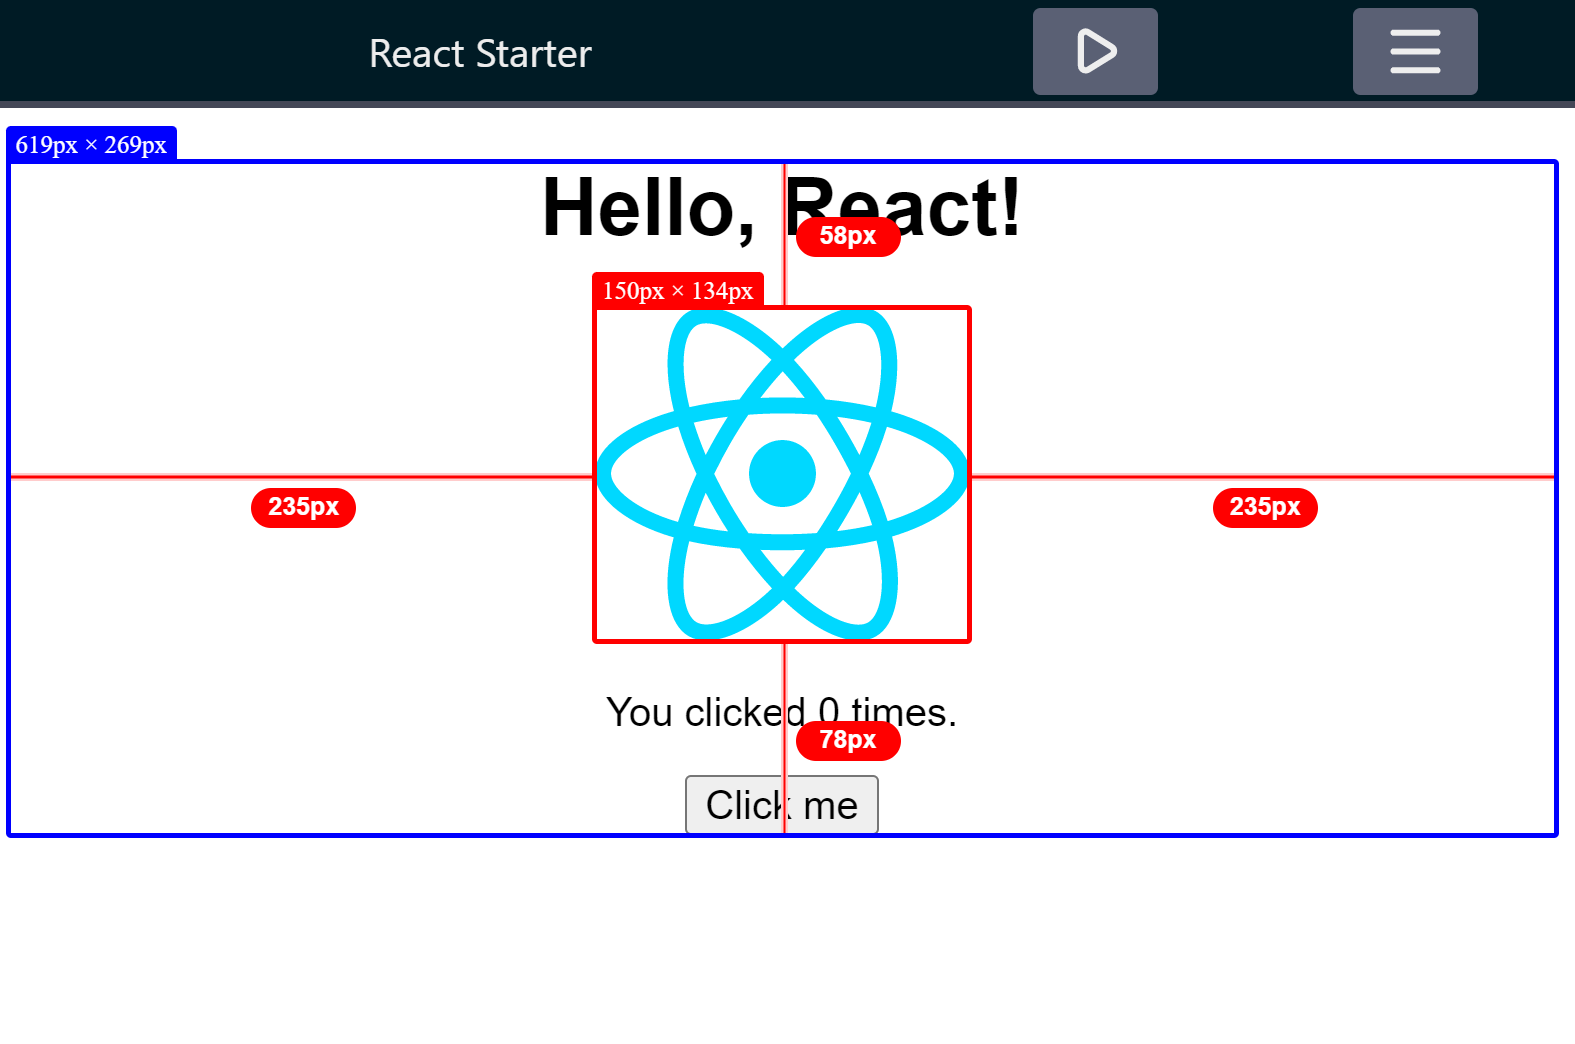 React Starter
619px × 269px
Hello, React!
58px
150px × 134px
235px
235px
You clicked 0 times.
78px
Click me